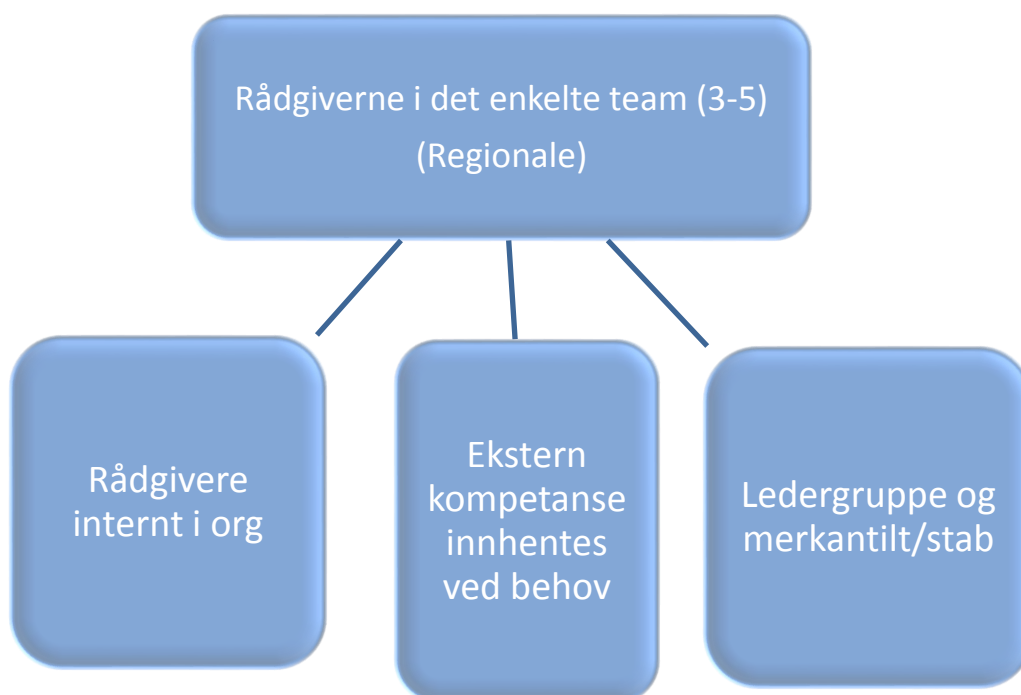 Rådgiverne i det enkelte team (3-5)
(Regionale)
Rådgivere
internt i org
Ekstern
kompetanse
innhentes
ved behov
Ledergruppe og
merkantilt/stab